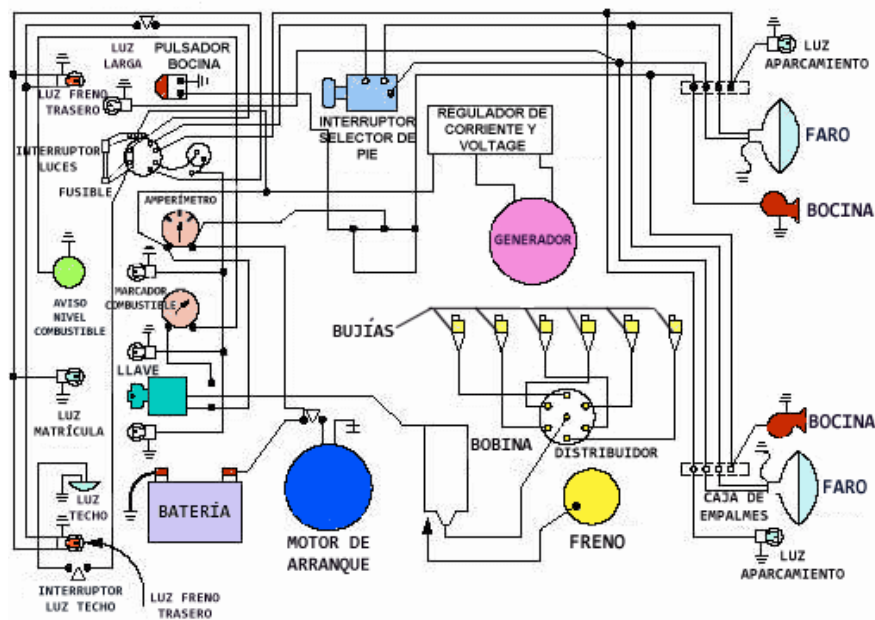 LUZ
LARGA
PULSADOR
BOCINA
LUZ FRENO
TRASERO
INTERRUPTOR
SELECTOR DE
PIE
REGULADOR DE
CORRIENTE Y
VOLTAGE
LUZ
APARCAMIENTO
FARO
INTERRUPTOR
LUCES
FUSIBLE
AMPERÍMETRO
GENERADOR
BOCINA
AVISO
NIVEL
COMBUSTIBLE
MARCADOR
COMBUSTIBLE
BUJÍAS
LLAVE
LUZ
MATRÍCULA
BOBINA
DISTRIBUIDOR
BOCINA
LUZ
TECHO
BATERÍA
MOTOR DE
ARRANQUE
FRENO
CAJA DE
EMPALMES
FARO
LUZ
APARCAMIENTO
INTERRUPTOR
LUZ TECHO
LUZ FRENO
TRASERO